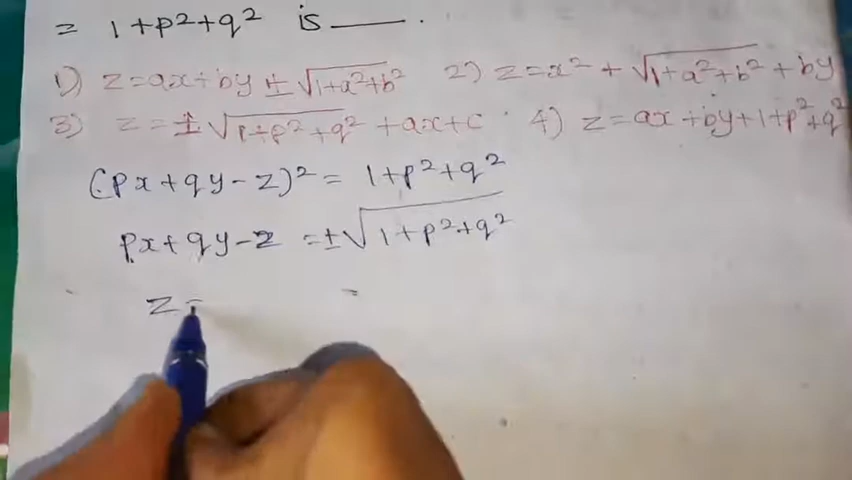 = 1+p²+q² is ______ .
1) z=ax+by±√1+a²+b² 2) z=x²+√1+a²+b²+by
3) z=±√1+p²+q²+ax+c 4) z=ax+by+1+p²+q²
(px+qy-z)² = 1+p²+q²
px+qy-z =±√1+p²+q²
z=